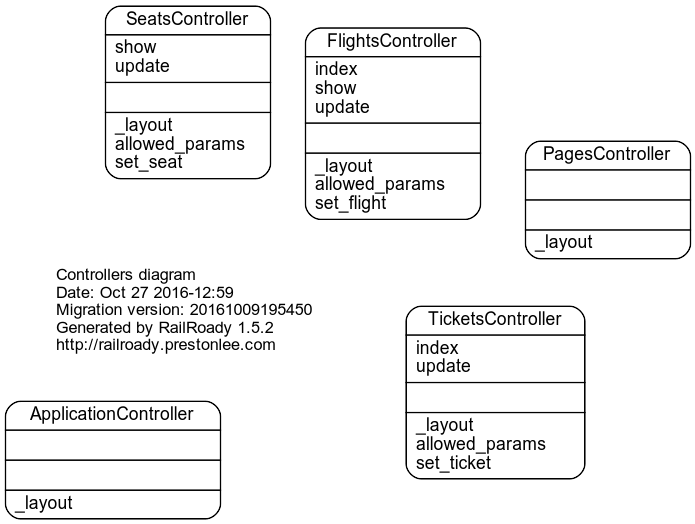 SeatsController
show
update
_layout
allowed_params
set_seat
FlightsController
index
show
update
_layout
allowed_params
set_flight
PagesController
_layout
Controllers diagram
Date: Oct 27 2016-12:59
Migration version: 20161009195450
Generated by RailRoady 1.5.2
http://railroady.prestonlee.com
TicketsController
index
update
_layout
allowed_params
set_ticket
ApplicationController
_layout